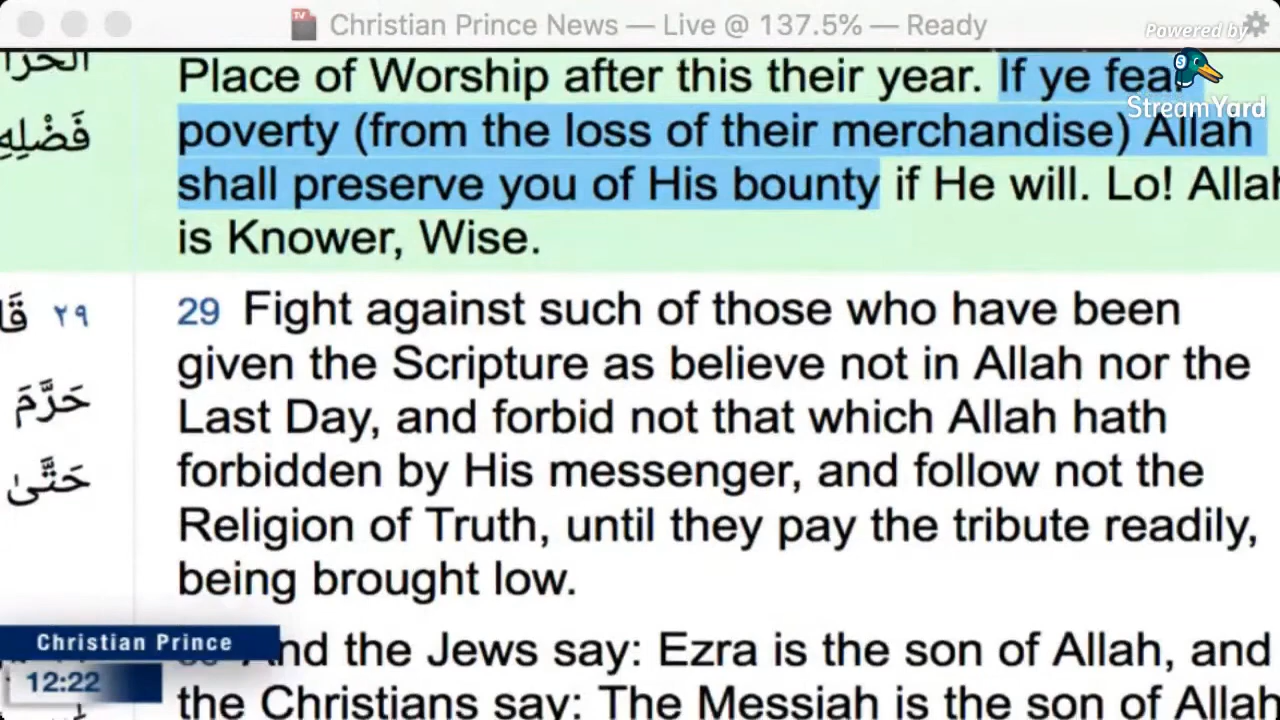 Christian Prince News — Live @ 137.5% — Ready
Powered by
StreamYard
Place of Worship after this their year. If ye fear
poverty (from the loss of their merchandise) Allah
shall preserve you of His bounty if He will. Lo! Allah
is Knower, Wise.
فَضْلِهِ
29 Fight against such of those who have been
٢٩
given the Scripture as believe not in Allah nor the
Last Day, and forbid not that which Allah hath
حَرَّمَ
forbidden by His messenger, and follow not the
حَتَّىٰ
Religion of Truth, until they pay the tribute readily,
being brought low.
Christian Prince
And the Jews say: Ezra is the son of Allah, and
12:22
the Christians say: The Messiah is the son of Allah